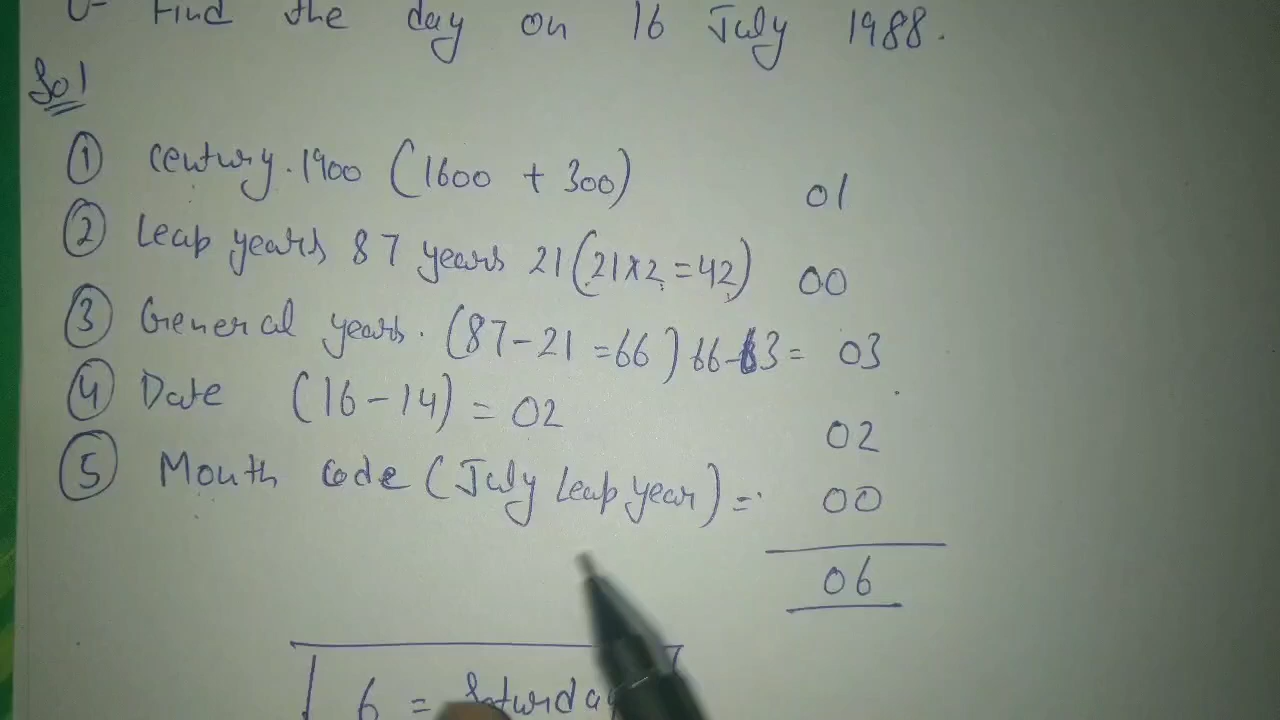 Find the day on 16 July 1988.
Sol
① century. 1900 (1600 + 300) 01
② Leap years 87 years 21 (21x2 = 42) 00
③ General years. (87-21 = 66) 66-63 = 03
④ Date (16-14) = 02 02
⑤ Month code (July Leap year) = 00
06
6 = Saturday